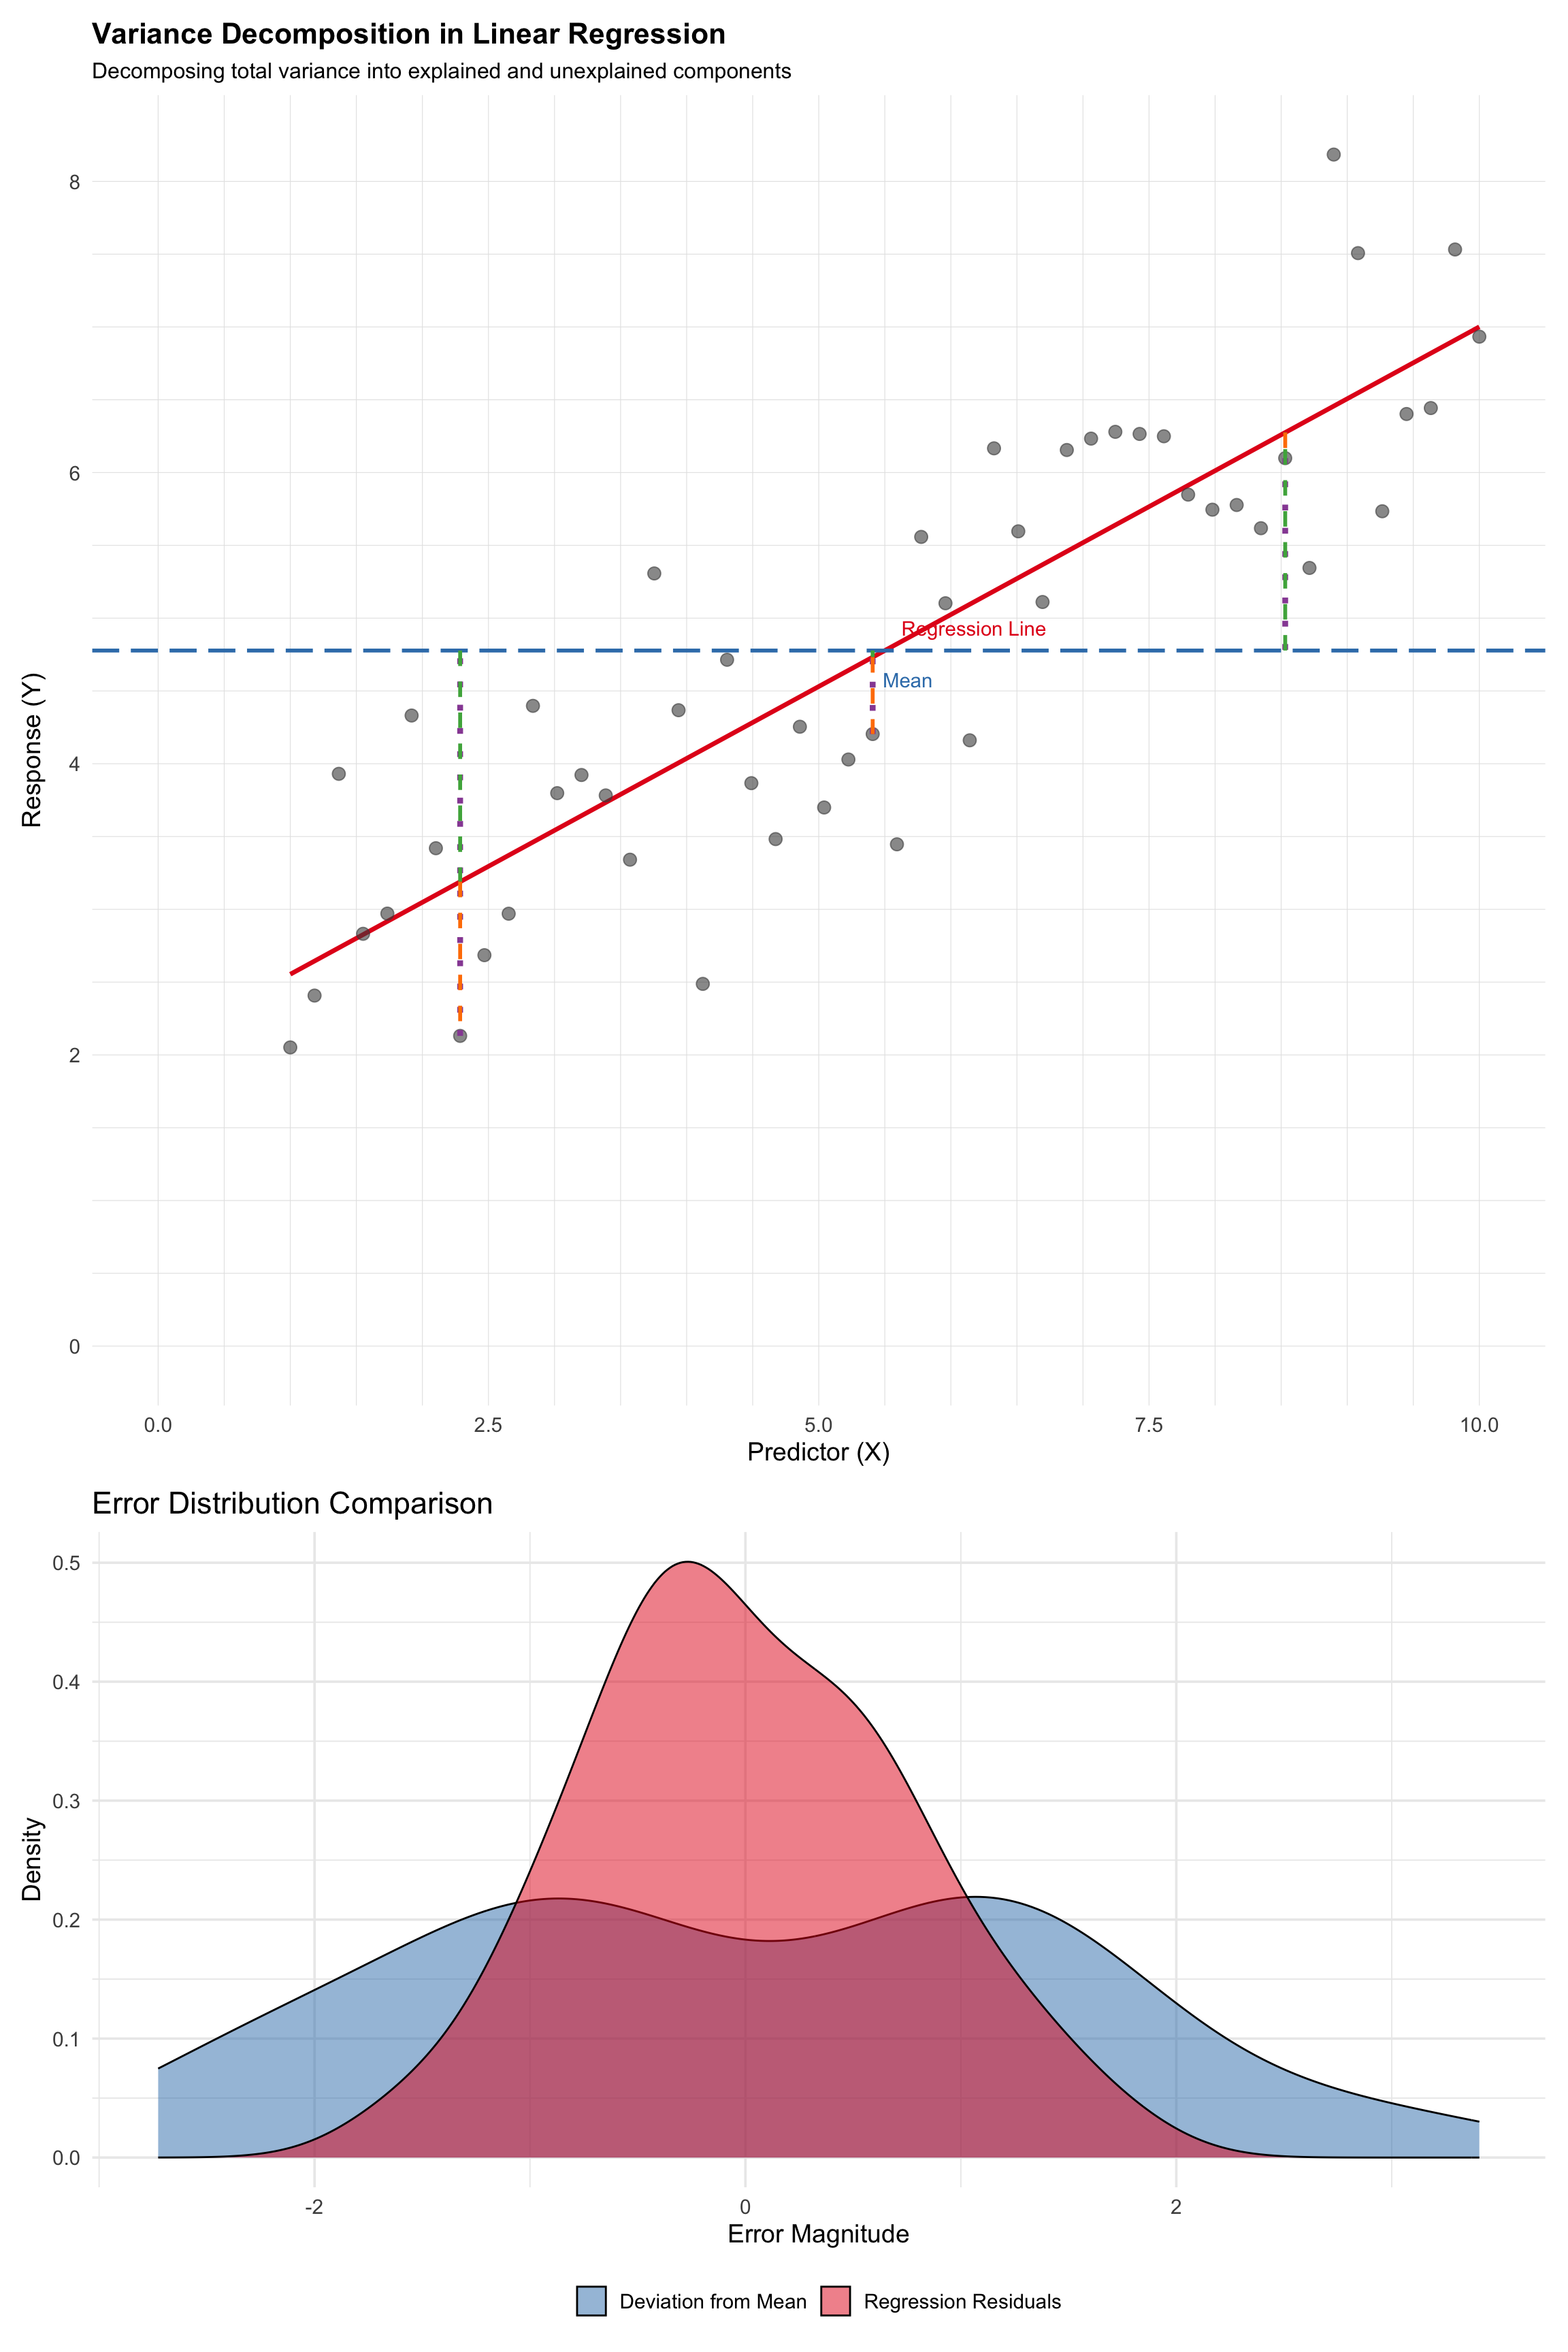 Variance Decomposition in Linear Regression
Decomposing total variance into explained and unexplained components
8
6
4
2
0
Response (Y)
Regression Line
Mean
0.0 2.5 5.0 7.5 10.0
Predictor (X)
Error Distribution Comparison
0.5
0.4
0.3
0.2
0.1
0.0
Density
-2 0 2
Error Magnitude
Deviation from Mean Regression Residuals